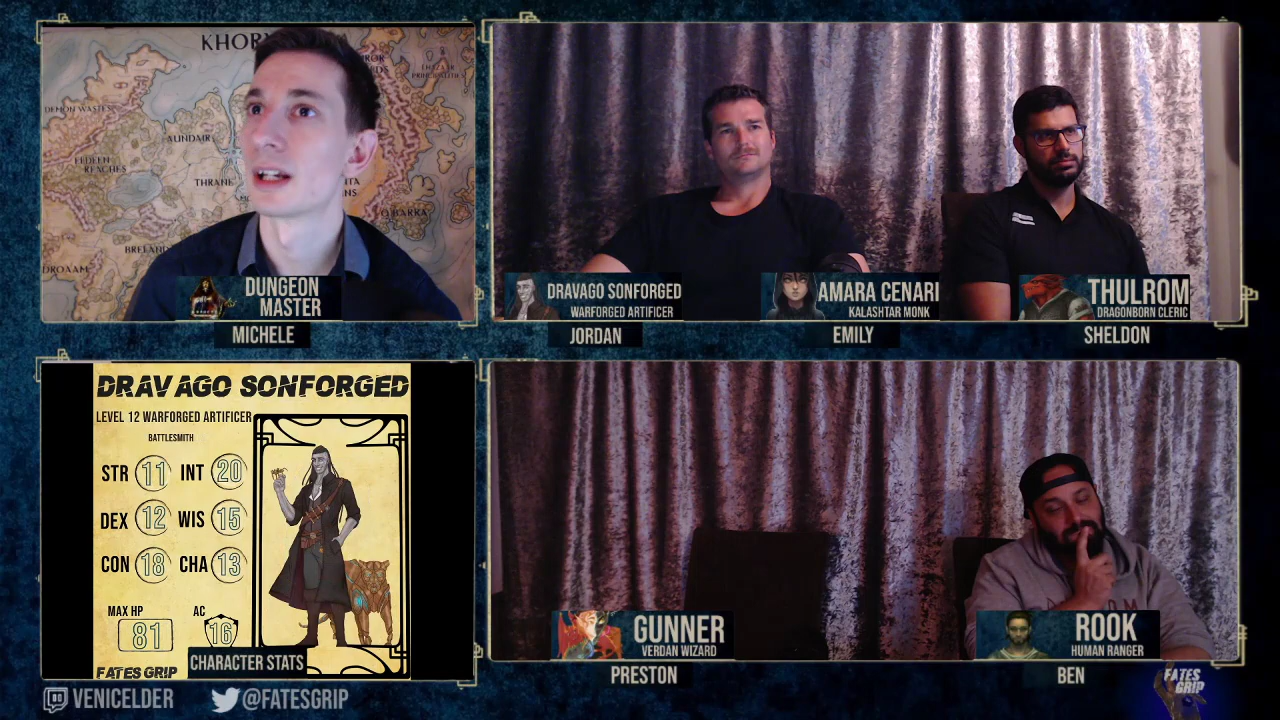 KHORV
DEMON WASTES
AUNDAIR
ELDEEN
REACHES
THRANE
BRELAND
DROAAM
Q'BARRA
DUNGEON
MASTER
MICHELE
DRAVAGO SONFORGED
WARFORGED ARTIFICER
JORDAN
AMARA CENARI
KALASHTAR MONK
EMILY
THULROM
DRAGONBORN CLERIC
SHELDON
DRAVAGO SONFORGED
LEVEL 12 WARFORGED ARTIFICER
BATTLESMITH
STR 11 INT 20
DEX 12 WIS 15
CON 18 CHA 13
MAX HP AC
81 16
FATES GRIP
CHARACTER STATS
GUNNER
VERDAN WIZARD
PRESTON
ROOK
HUMAN RANGER
BEN
VENICELDER @FATESGRIP
FATES
GRIP